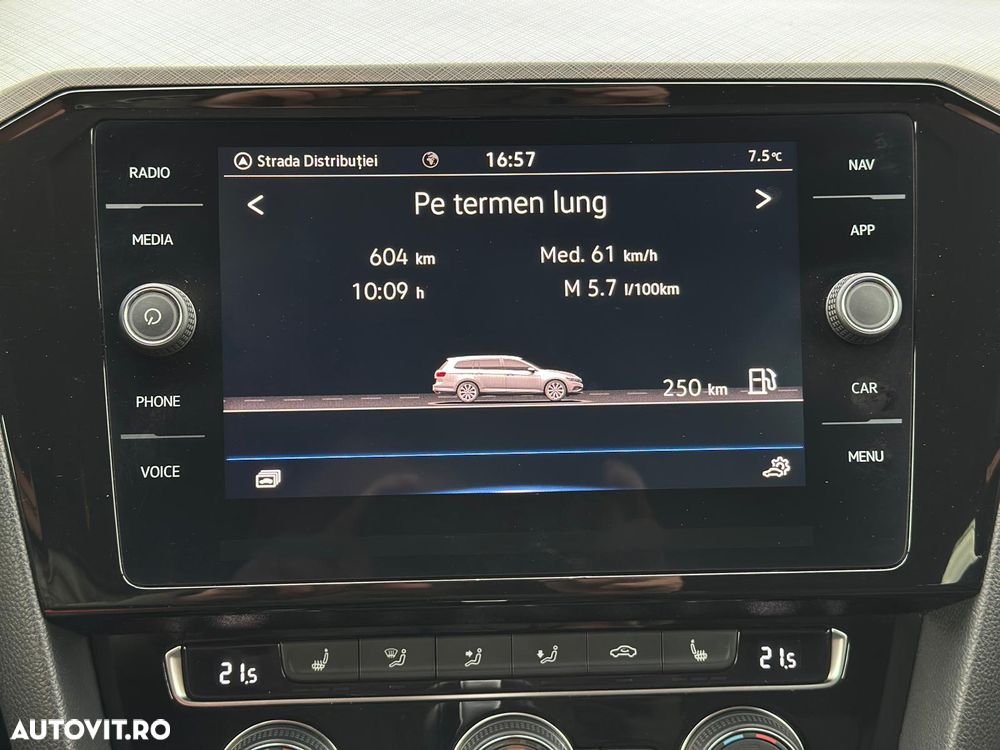 Strada Distribuției 16:57 7.5°C
< Pe termen lung >
604 km Med. 61 km/h
10:09 h M 5.7 l/100km
250 km
RADIO
MEDIA
PHONE
VOICE
NAV
APP
CAR
MENU
21.5 21.5
AUTOVIT.RO